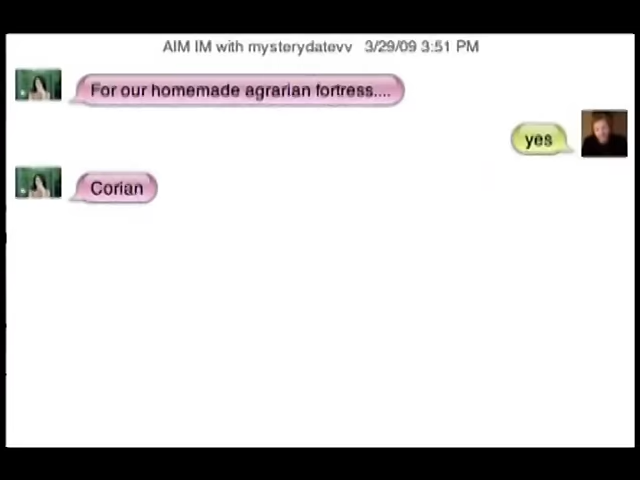 AIM IM with mysterydatevv 3/29/09 3:51 PM
For our homemade agrarian fortress....
yes
Corian